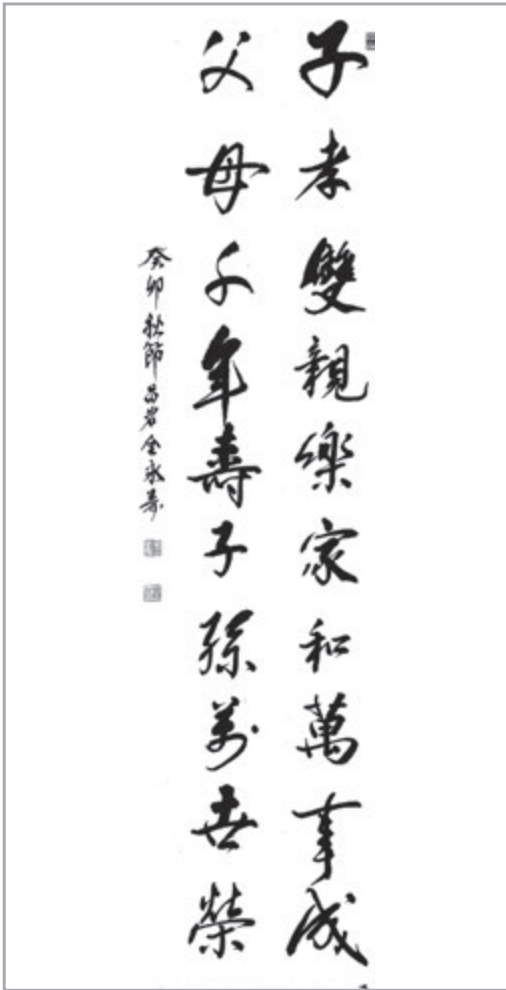 子孝雙親樂家和萬事成
父母千年壽子孫萬世榮
癸卯秋節 岩金永壽